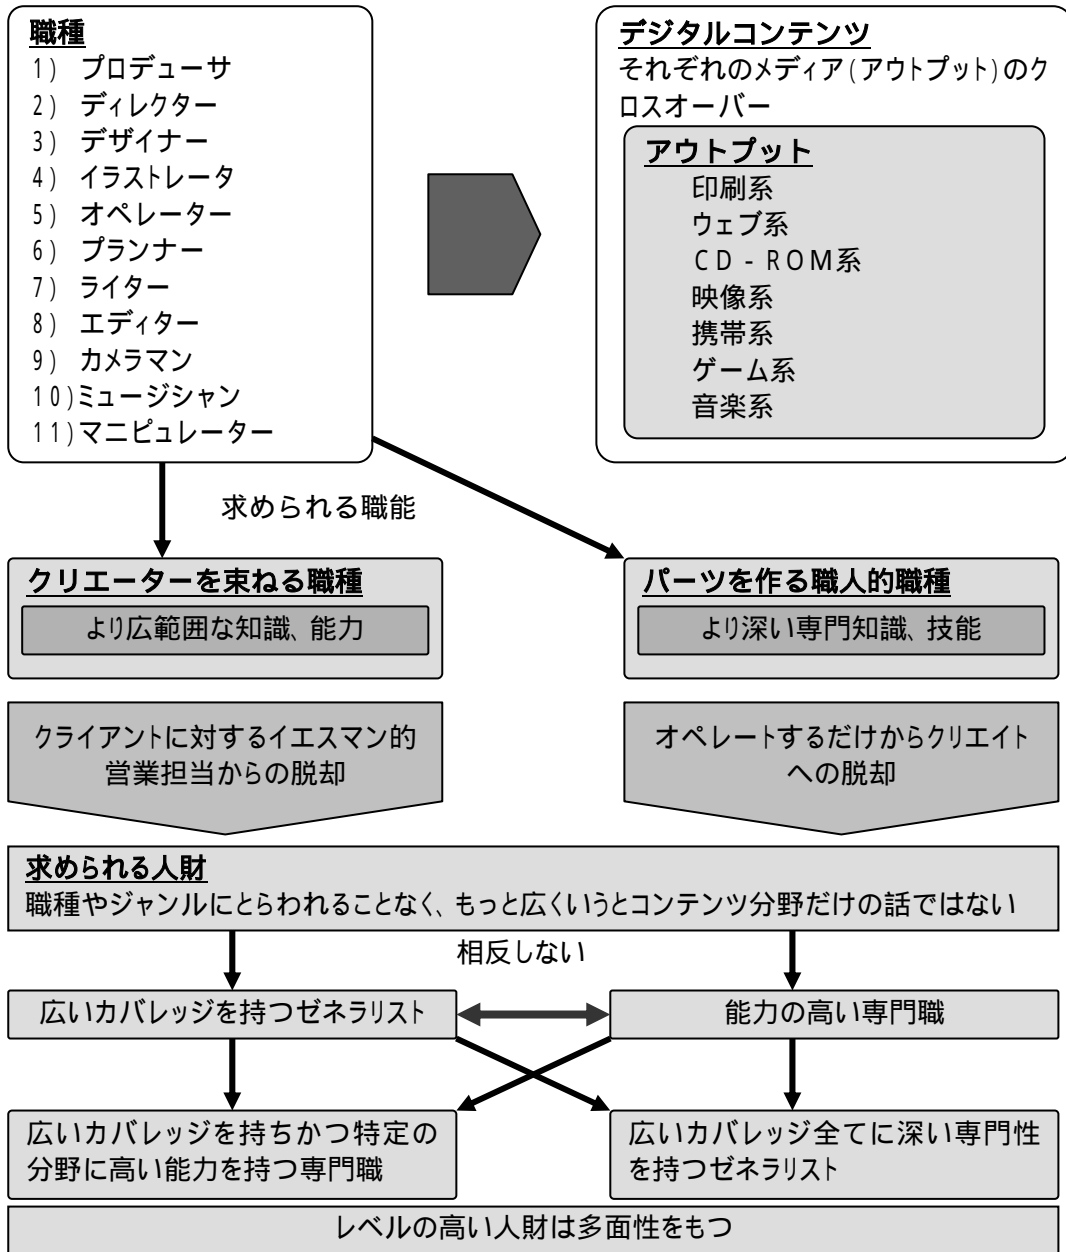 職種
1) プロデューサ
2) ディレクター
3) デザイナー
4) イラストレータ
5) オペレーター
6) プランナー
7) ライター
8) エディター
9) カメラマン
10)ミュージシャン
11)マニピュレーター
デジタルコンテンツ
それぞれのメディア(アウトプット)のク
ロスオーバー
アウトプット
印刷系
ウェブ系
CD-ROM系
映像系
携帯系
ゲーム系
音楽系
求められる職能
クリエーターを束ねる職種
より広範囲な知識、能力
パーツを作る職人的職種
より深い専門知識、技能
クライアントに対するイエスマン的
営業担当からの脱却
オペレートするだけからクリエイト
への脱却
求められる人財
職種やジャンルにとらわれることなく、もっと広くいうとコンテンツ分野だけの話ではない
相反しない
広いカバレッジを持つゼネラリスト
能力の高い専門職
広いカバレッジを持ちかつ特定の
分野に高い能力を持つ専門職
広いカバレッジ全てに深い専門性
を持つゼネラリスト
レベルの高い人財は多面性をもつ